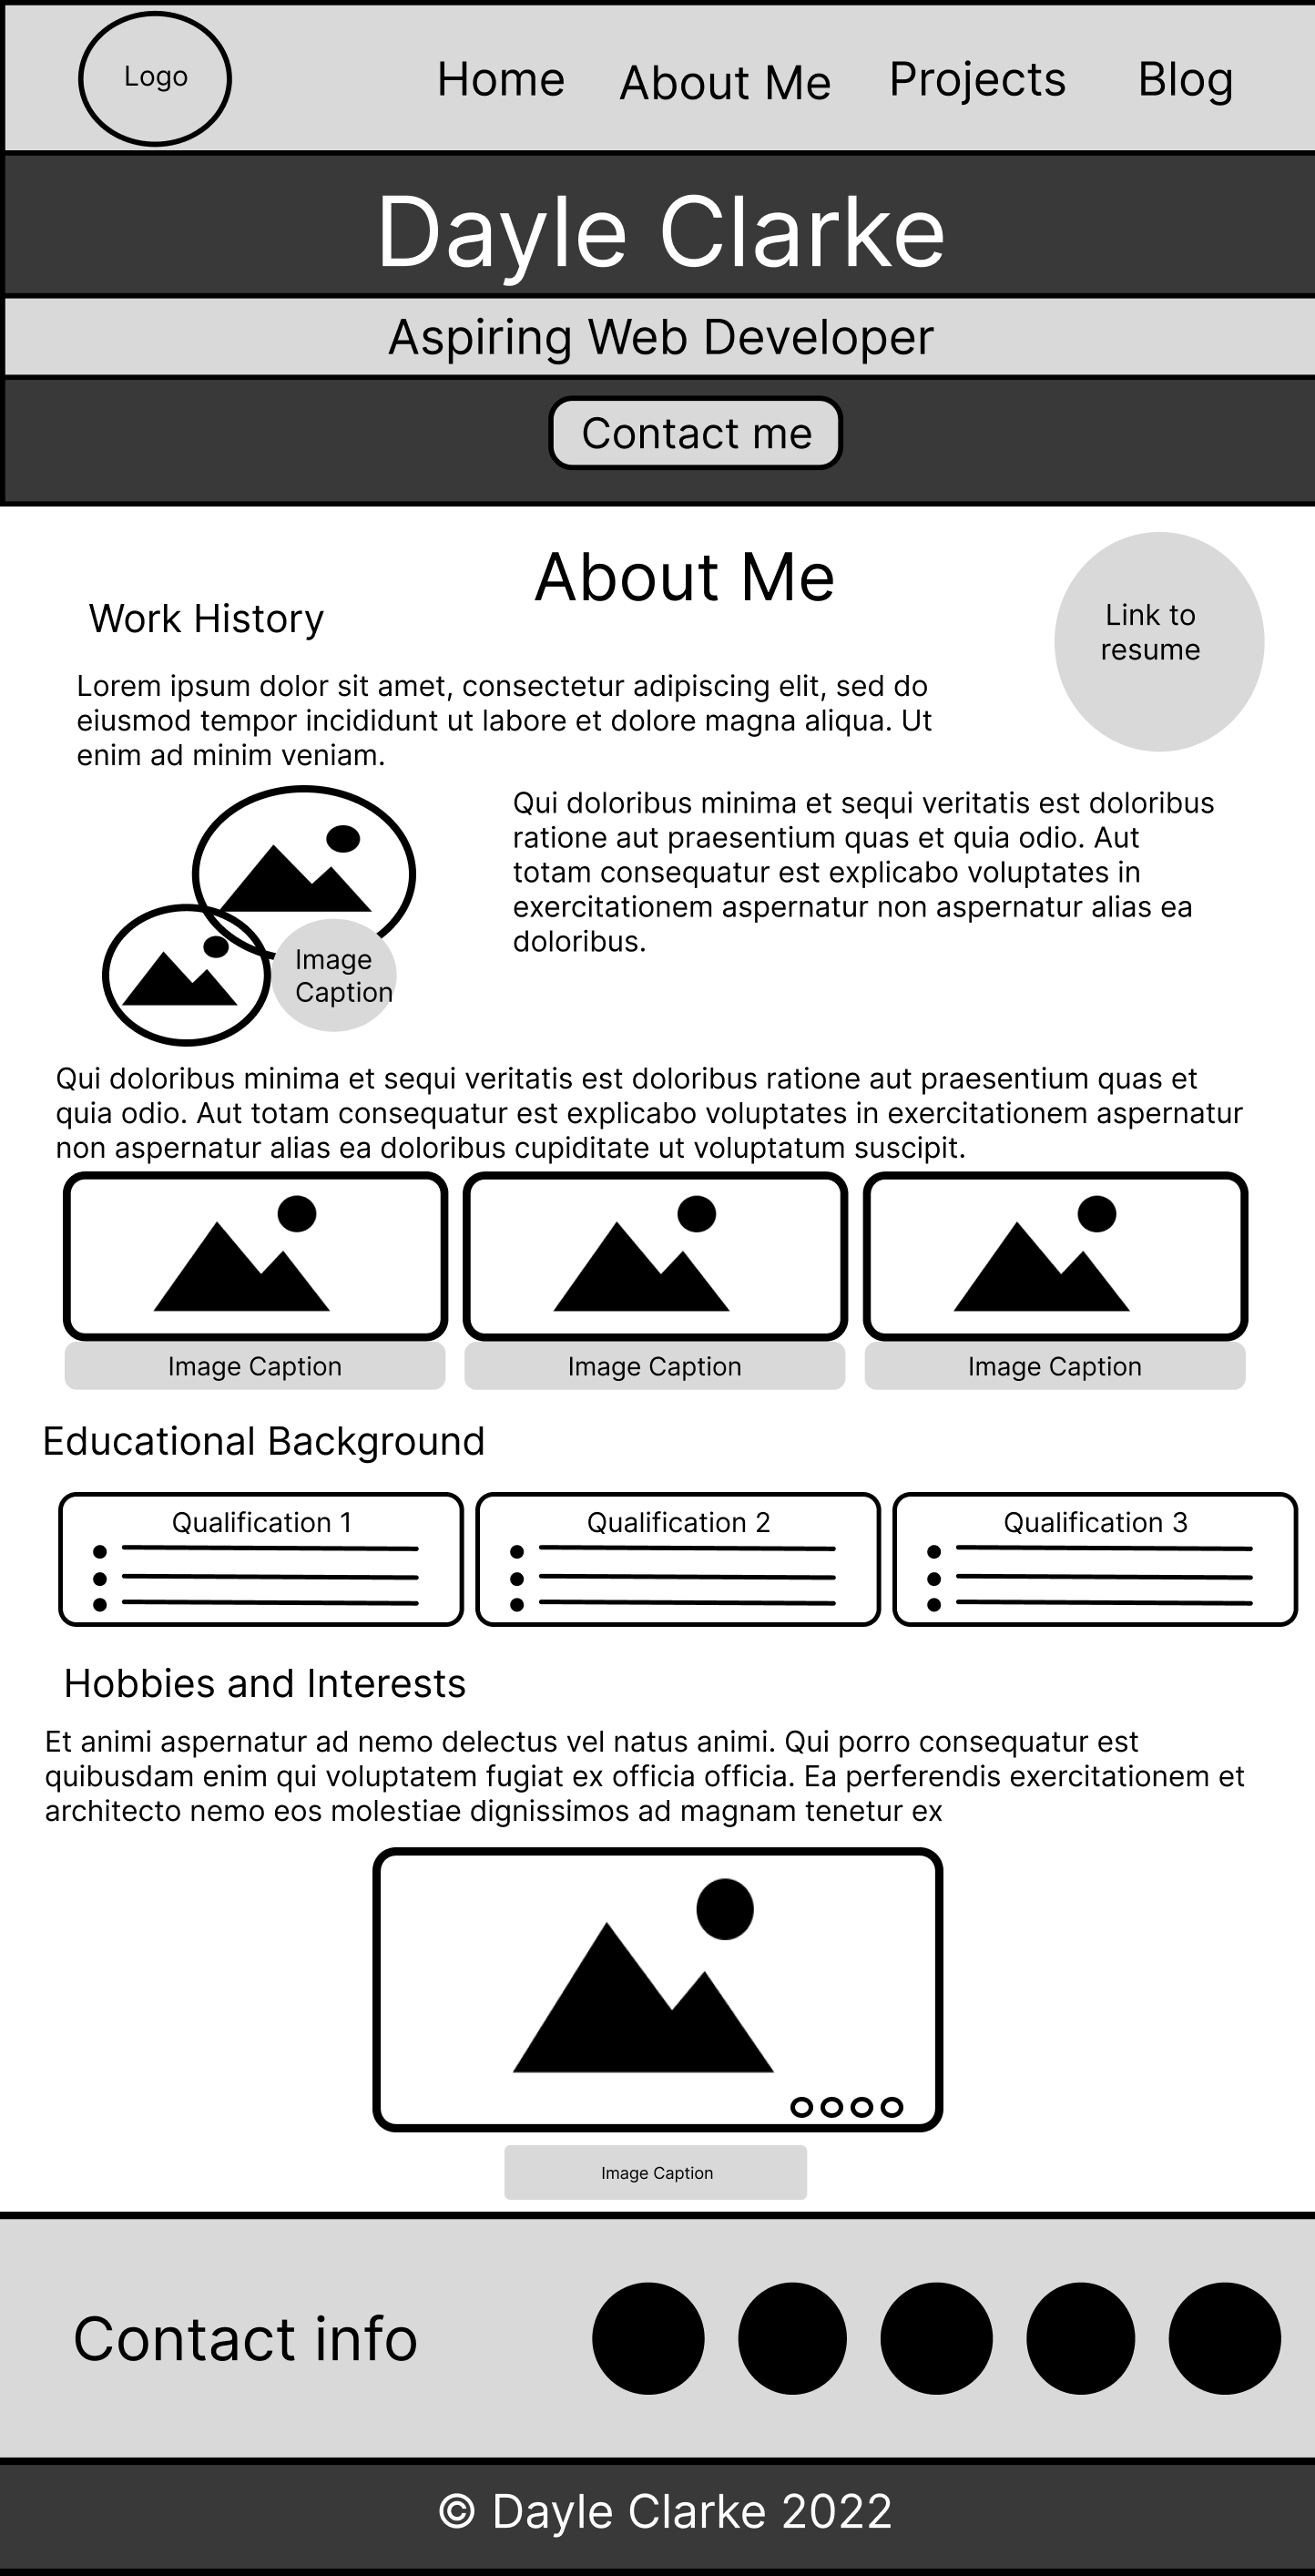 Logo
Home
About Me
Projects
Blog
Dayle Clarke
Aspiring Web Developer
Contact me
About Me
Link to
resume
Work History
Lorem ipsum dolor sit amet, consectetur adipiscing elit, sed do
eiusmod tempor incididunt ut labore et dolore magna aliqua. Ut
enim ad minim veniam.
Qui doloribus minima et sequi veritatis est doloribus
ratione aut praesentium quas et quia odio. Aut
totam consequatur est explicabo voluptates in
exercitationem aspernatur non aspernatur alias ea
doloribus.
Image
Caption
Qui doloribus minima et sequi veritatis est doloribus ratione aut praesentium quas et
quia odio. Aut totam consequatur est explicabo voluptates in exercitationem aspernatur
non aspernatur alias ea doloribus cupiditate ut voluptatum suscipit.
Image Caption
Image Caption
Image Caption
Educational Background
Qualification 1
Qualification 2
Qualification 3
Hobbies and Interests
Et animi aspernatur ad nemo delectus vel natus animi. Qui porro consequatur est
quibusdam enim qui voluptatem fugiat ex officia officia. Ea perferendis exercitationem et
architecto nemo eos molestiae dignissimos ad magnam tenetur ex
Image Caption
Contact info
© Dayle Clarke 2022